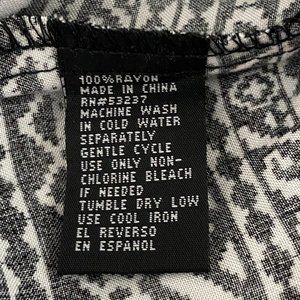 100%RAYON
MADE IN CHINA
RN#53237
MACHINE WASH
IN COLD WATER
SEPARATELY
GENTLE CYCLE
USE ONLY NON-
CHLORINE BLEACH
IF NEEDED
TUMBLE DRY LOW
USE COOL IRON
EL REVERSO
EN ESPANOL